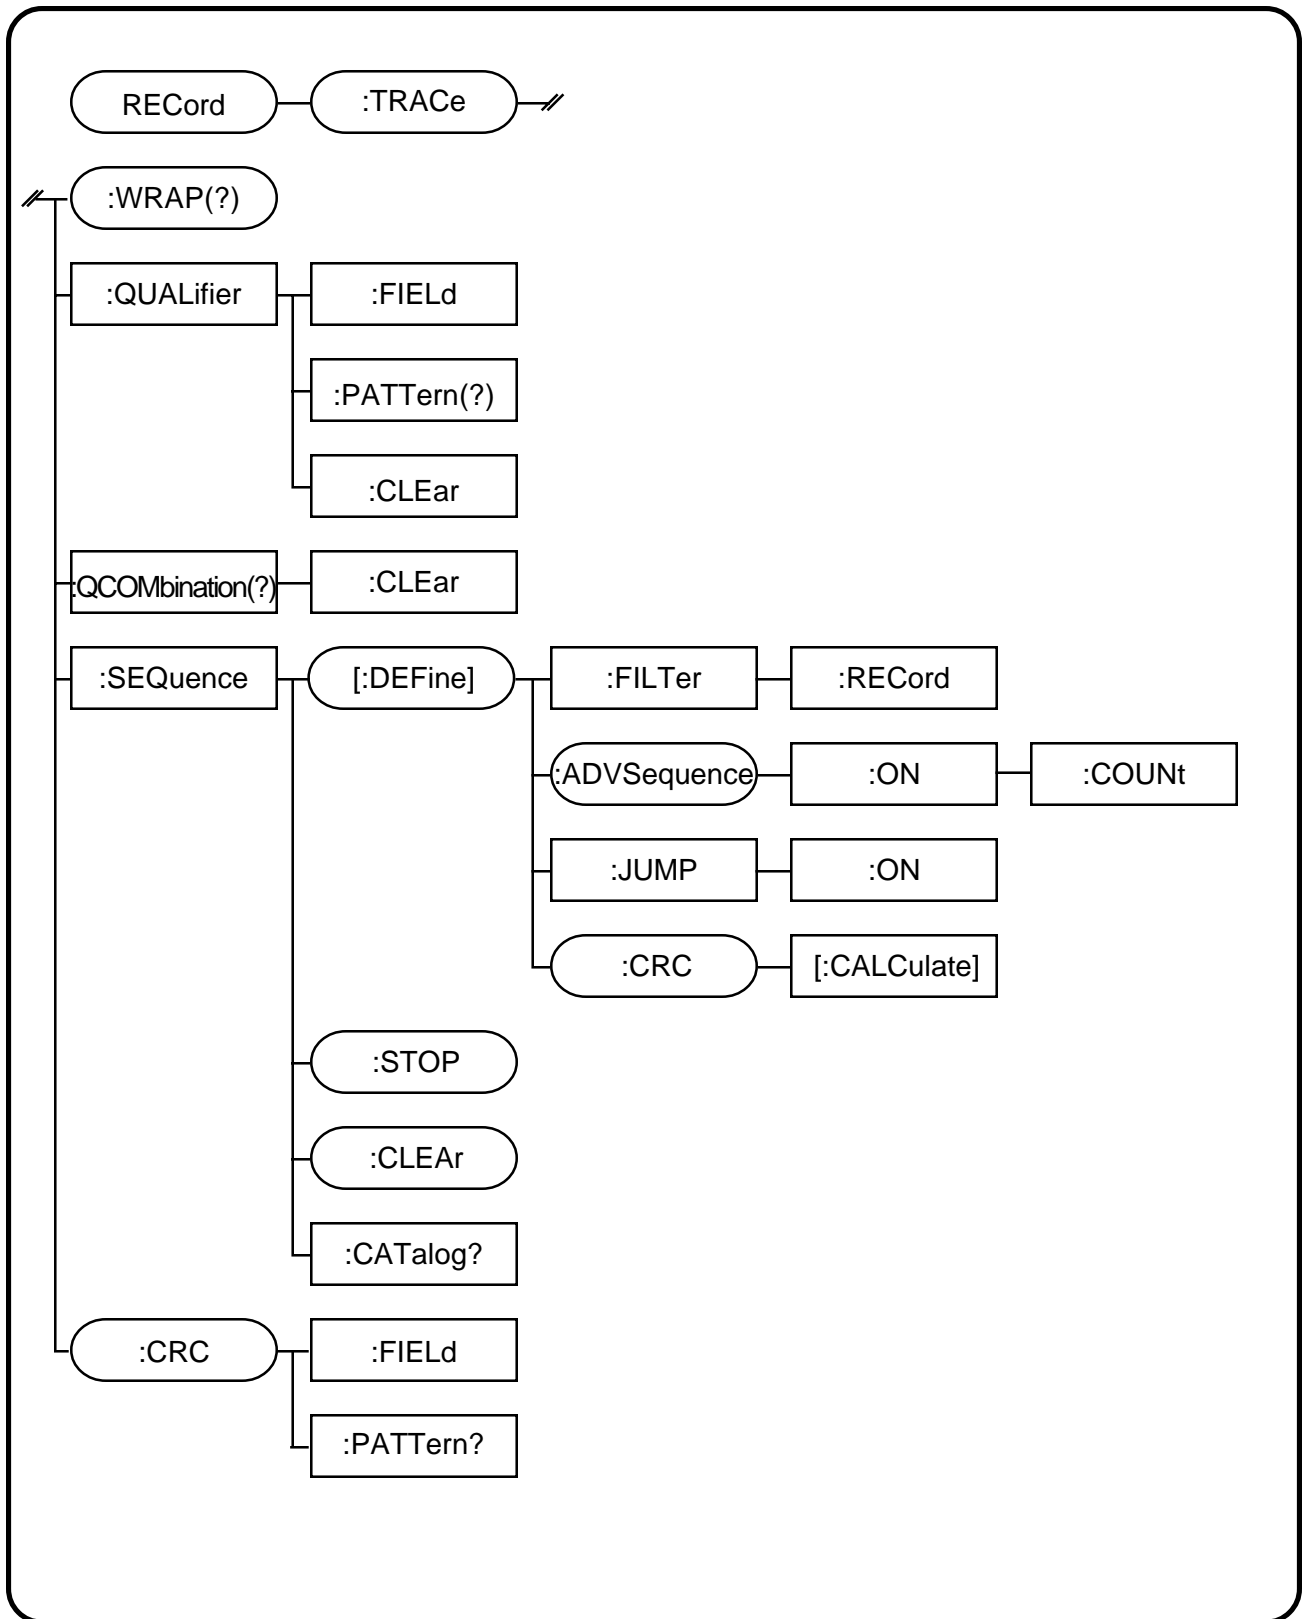 RECord :TRACe
:WRAP(?)
:QUALifier :FIELd
:PATTern(?)
:CLEar
:QCOMbination(?) :CLEar
:SEQuence [:DEFine] :FILTer :RECord
:ADVSequence :ON :COUNt
:JUMP :ON
:CRC [:CALCulate]
:STOP
:CLEAr
:CATalog?
:CRC :FIELd
:PATTern?